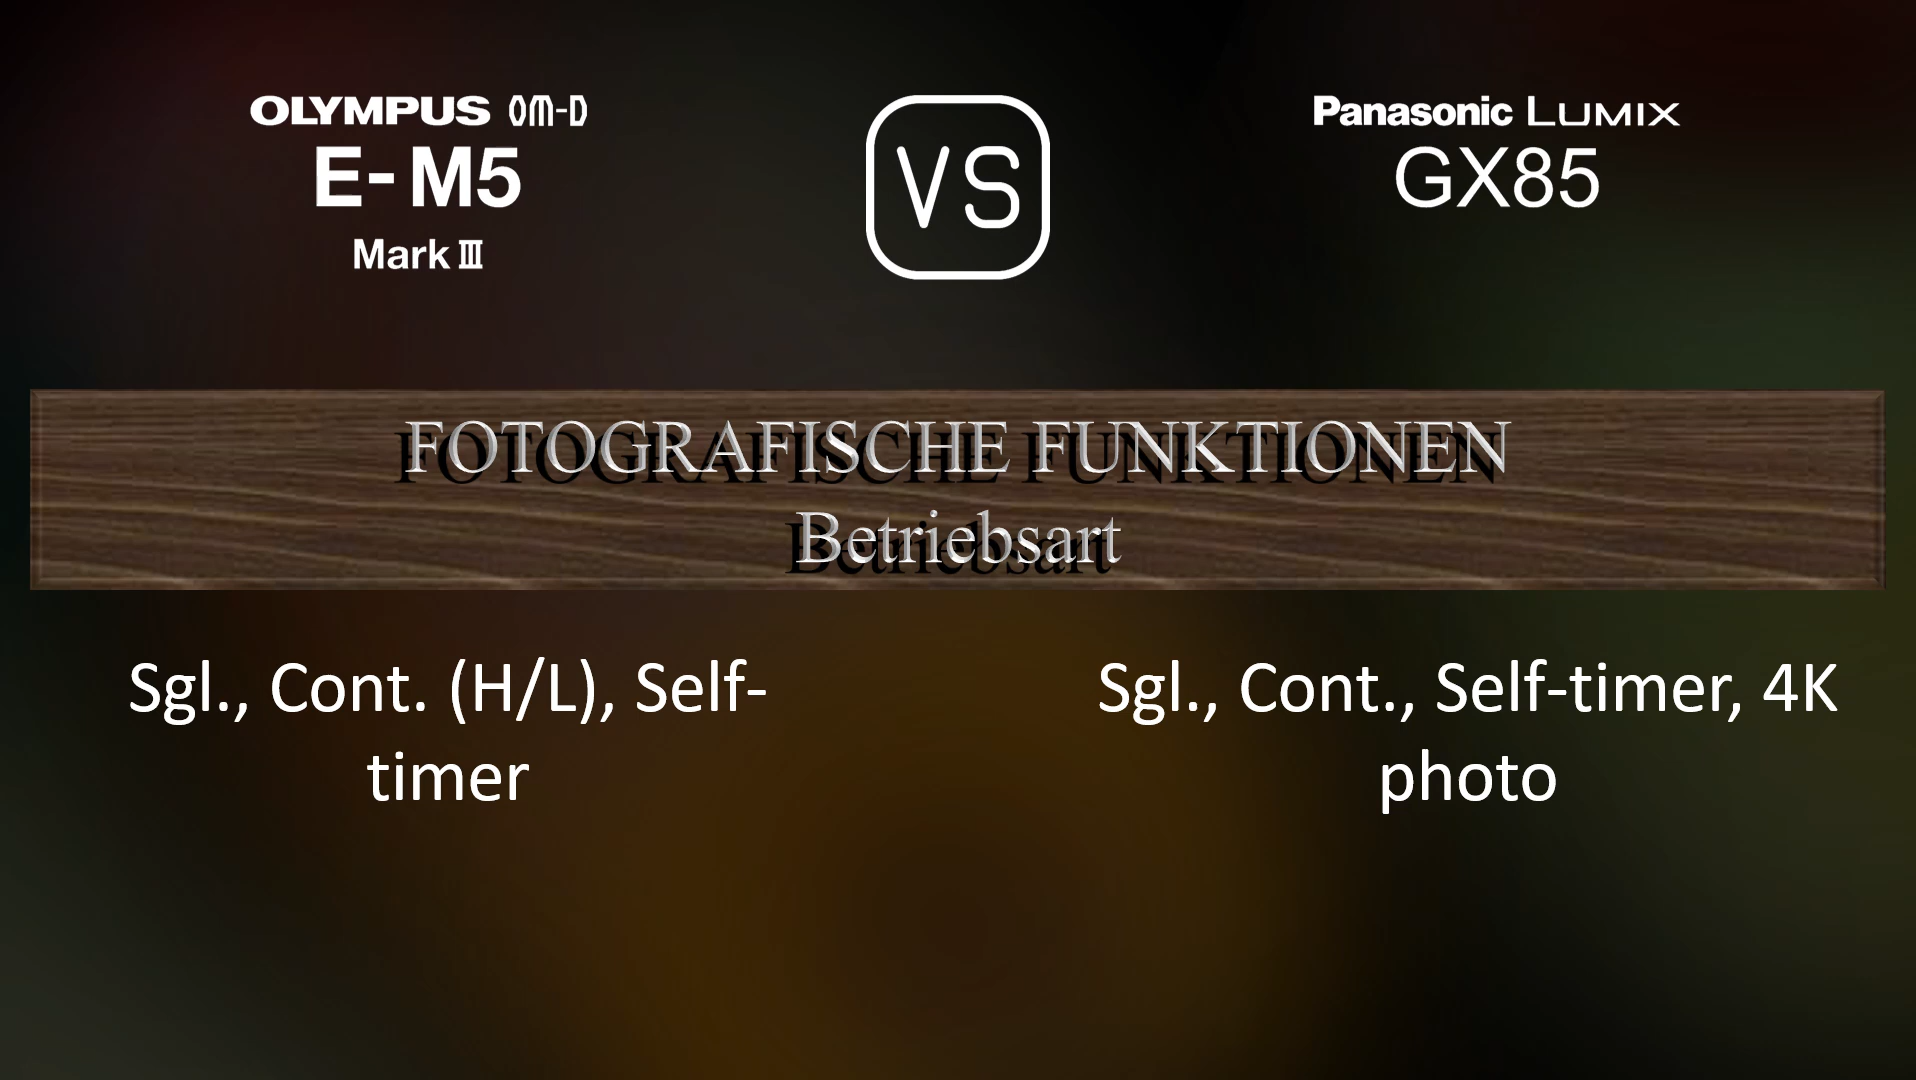 OLYMPUS OM-D
E-M5
Mark III
VS
Panasonic LUMIX
GX85
FOTOGRAFISCHE FUNKTIONEN
Betriebsart
Sgl., Cont. (H/L), Self-
timer
Sgl., Cont., Self-timer, 4K
photo